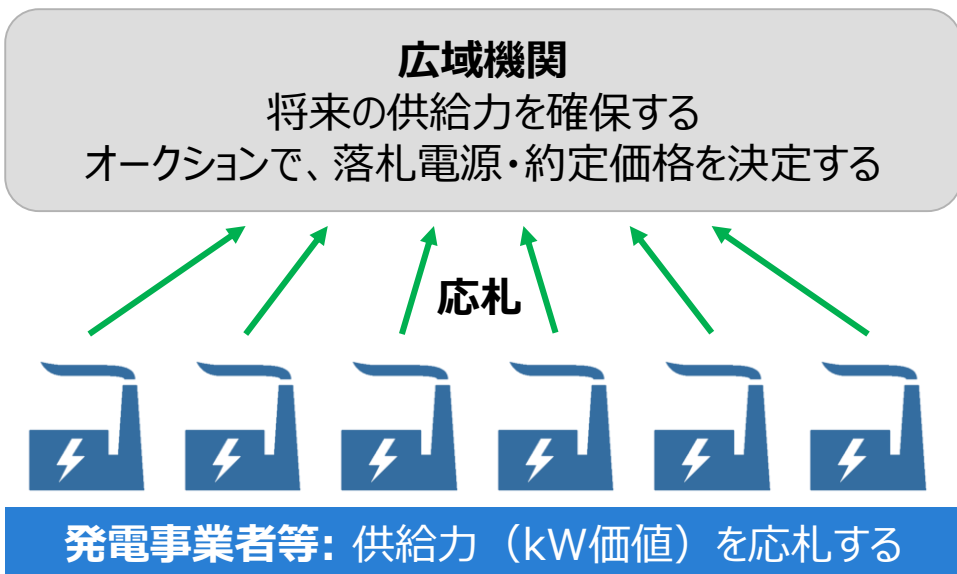 広域機関
将来の供給力を確保する
オークションで、落札電源・約定価格を決定する
応札
発電事業者等: 供給力（kW価値）を応札する